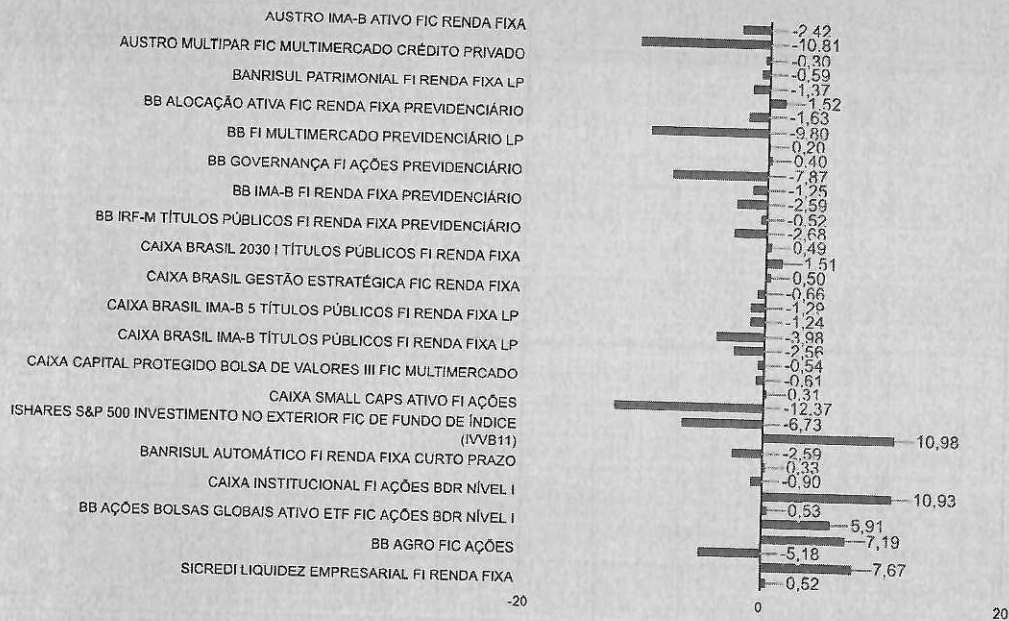 AUSTRO IMA-B ATIVO FIC RENDA FIXA
-2,42
AUSTRO MULTIPAR FIC MULTIMERCADO CRÉDITO PRIVADO
-10,81
-0,30
BANRISUL PATRIMONIAL FI RENDA FIXA LP
-0,59
-1,37
BB ALOCAÇÃO ATIVA FIC RENDA FIXA PREVIDENCIÁRIO
1,52
-1,63
BB FI MULTIMERCADO PREVIDENCIÁRIO LP
-9,80
0,20
BB GOVERNANÇA FI AÇÕES PREVIDENCIÁRIO
0,40
-7,87
BB IMA-B FI RENDA FIXA PREVIDENCIÁRIO
-1,25
-2,59
BB IRF-M TÍTULOS PÚBLICOS FI RENDA FIXA PREVIDENCIÁRIO
-0,52
-2,68
CAIXA BRASIL 2030 I TÍTULOS PÚBLICOS FI RENDA FIXA
0,49
1,51
CAIXA BRASIL GESTÃO ESTRATÉGICA FIC RENDA FIXA
0,50
-0,66
CAIXA BRASIL IMA-B 5 TÍTULOS PÚBLICOS FI RENDA FIXA LP
-1,29
-1,24
CAIXA BRASIL IMA-B TÍTULOS PÚBLICOS FI RENDA FIXA LP
-3,98
-2,56
CAIXA CAPITAL PROTEGIDO BOLSA DE VALORES III FIC MULTIMERCADO
-0,54
-0,61
CAIXA SMALL CAPS ATIVO FI AÇÕES
0,31
-12,37
ISHARES S&P 500 INVESTIMENTO NO EXTERIOR FIC DE FUNDO DE ÍNDICE
(IVVB11)
-6,73
10,98
BANRISUL AUTOMÁTICO FI RENDA FIXA CURTO PRAZO
-2,59
0,33
CAIXA INSTITUCIONAL FI AÇÕES BDR NÍVEL I
-0,90
10,93
BB AÇÕES BOLSAS GLOBAIS ATIVO ETF FIC AÇÕES BDR NÍVEL I
0,53
5,91
BB AGRO FIC AÇÕES
7,19
-5,18
SICREDI LIQUIDEZ EMPRESARIAL FI RENDA FIXA
7,67
0,52
-20
0
20